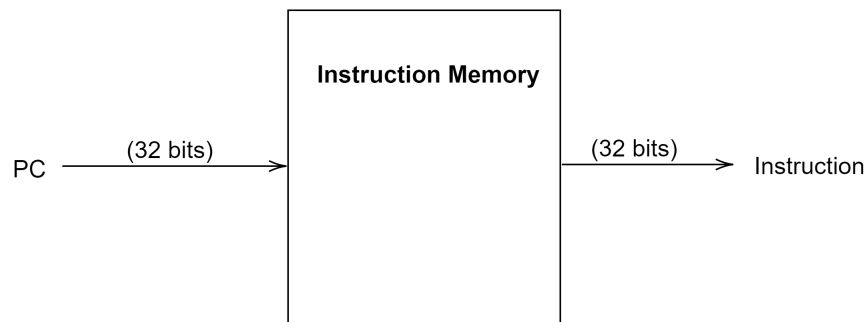 Instruction Memory
PC
(32 bits)
(32 bits)
Instruction